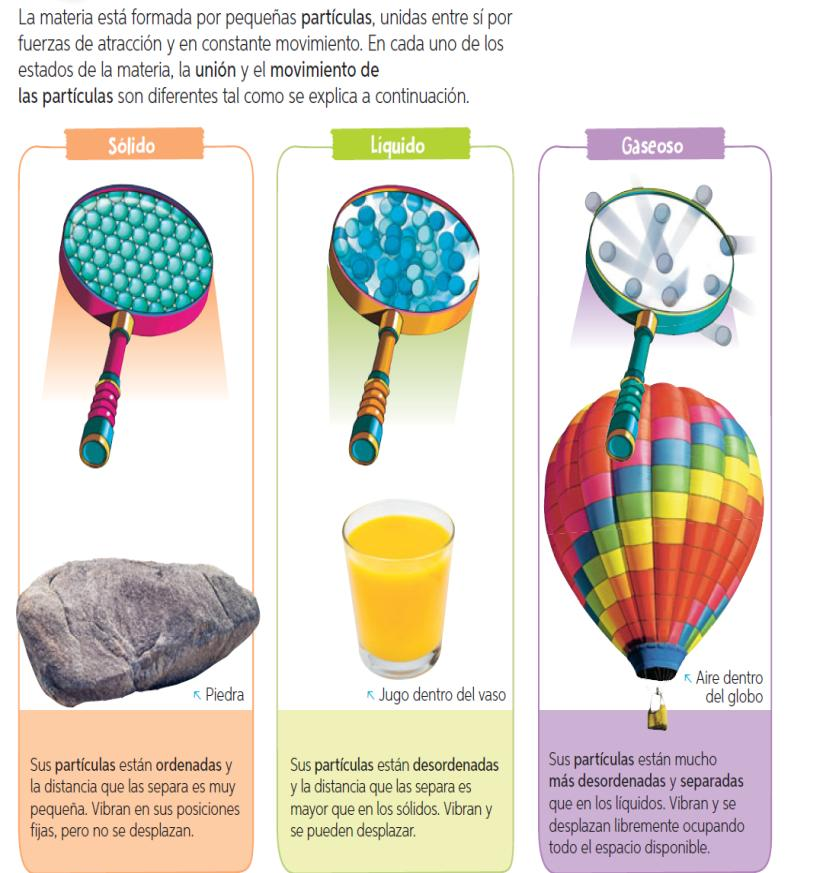 La materia está formada por pequeñas partículas, unidas entre sí por
fuerzas de atracción y en constante movimiento. En cada uno de los
estados de la materia, la unión y el movimiento de
las partículas son diferentes tal como se explica a continuación.
Sólido
Piedra
Sus partículas están ordenadas y
la distancia que las separa es muy
pequeña. Vibran en sus posiciones
fijas, pero no se desplazan.
Líquido
Jugo dentro del vaso
Sus partículas están desordenadas
y la distancia que las separa es
mayor que en los sólidos. Vibran y
se pueden desplazar.
Gaseoso
Aire dentro
del globo
Sus partículas están mucho
más desordenadas y separadas
que en los líquidos. Vibran y se
desplazan libremente ocupando
todo el espacio disponible.